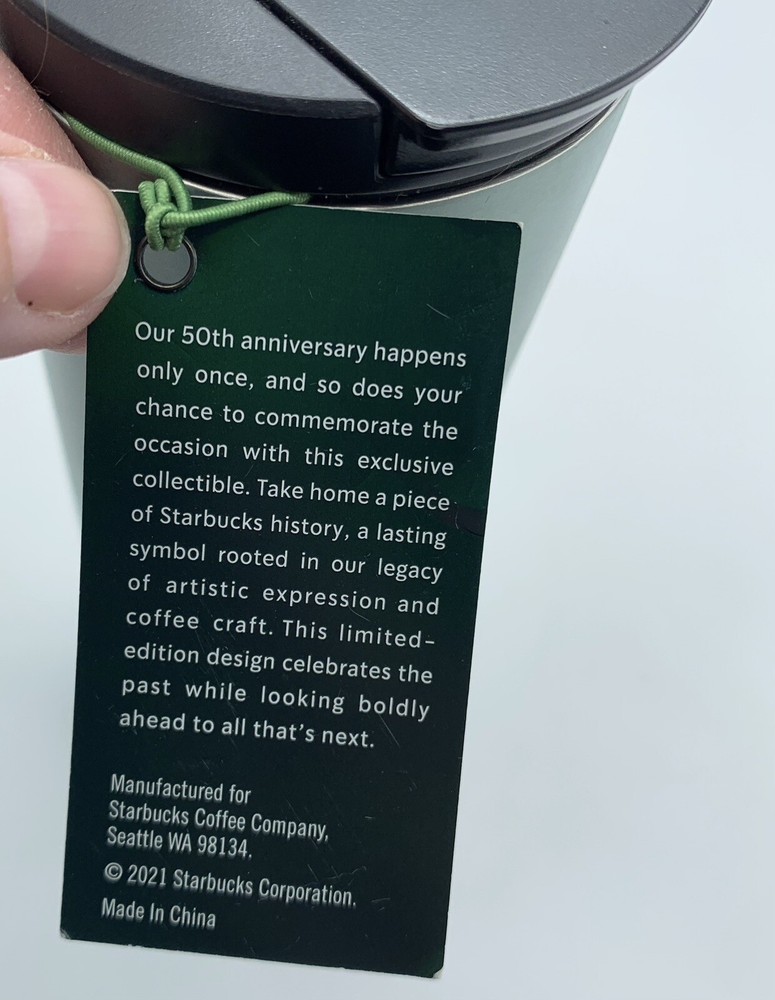 Our 50th anniversary happens
only once, and so does your
chance to commemorate the
occasion with this exclusive
collectible. Take home a piece
of Starbucks history, a lasting
symbol rooted in our legacy
of artistic expression and
coffee craft. This limited-
edition design celebrates the
past while looking boldly
ahead to all that's next.
Manufactured for
Starbucks Coffee Company,
Seattle WA 98134.
© 2021 Starbucks Corporation.
Made In China